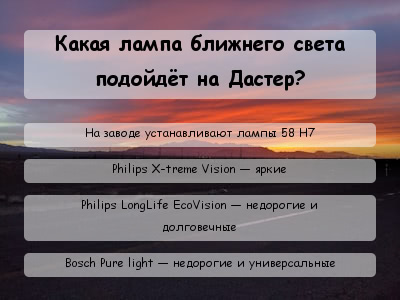 Какая лампа ближнего света
подойдёт на Дастер?
На заводе устанавливают лампы 58 H7
Philips X-treme Vision — яркие
Philips LongLife EcoVision — недорогие и
долговечные
Bosch Pure light — недорогие и универсальные